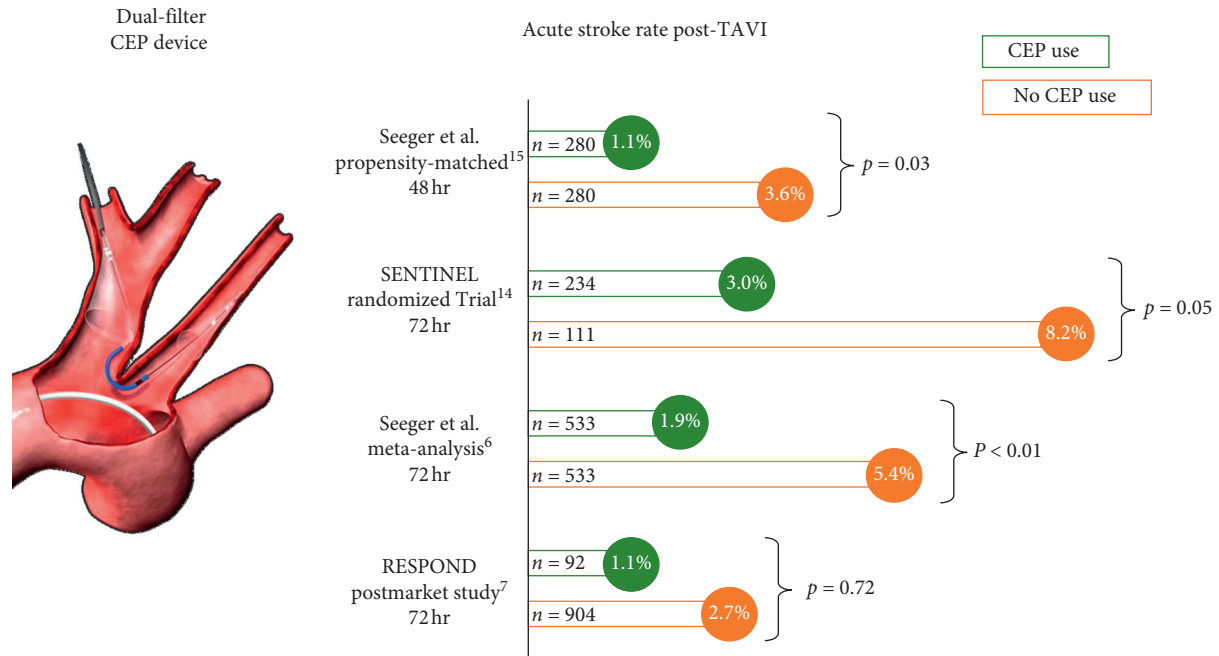 Dual-filter
CEP device
Acute stroke rate post-TAVI
CEP use
No CEP use
Seeger et al.
propensity-matched15
48 hr
n = 280
1.1%
n = 280
3.6%
p = 0.03
SENTINEL
randomized Trial14
72 hr
n = 234
3.0%
n = 111
8.2%
p = 0.05
Seeger et al.
meta-analysis6
72 hr
n = 533
1.9%
n = 533
5.4%
P < 0.01
RESPOND
postmarket study7
72 hr
n = 92
1.1%
n = 904
2.7%
p = 0.72